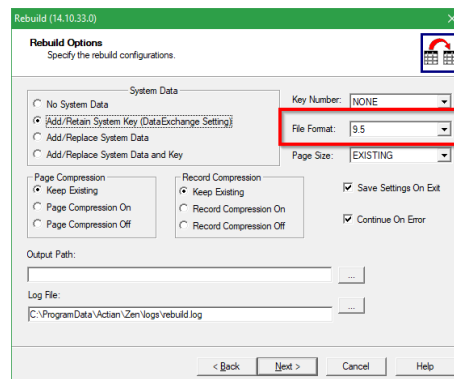 Rebuild (14.10.33.0)
Rebuild Options
Specify the rebuild configurations.
System Data
No System Data
Add/Retain System Key (DataExchange Setting)
Add/Replace System Data
Add/Replace System Data and Key
Key Number: NONE
File Format: 9.5
Page Size: EXISTING
Page Compression
Keep Existing
Page Compression On
Page Compression Off
Record Compression
Keep Existing
Record Compression On
Record Compression Off
Save Settings On Exit
Continue On Error
Output Path:
...
Log File:
C:\ProgramData\Actian\Zen\logs\rebuild.log
...
< Back Next > Cancel Help